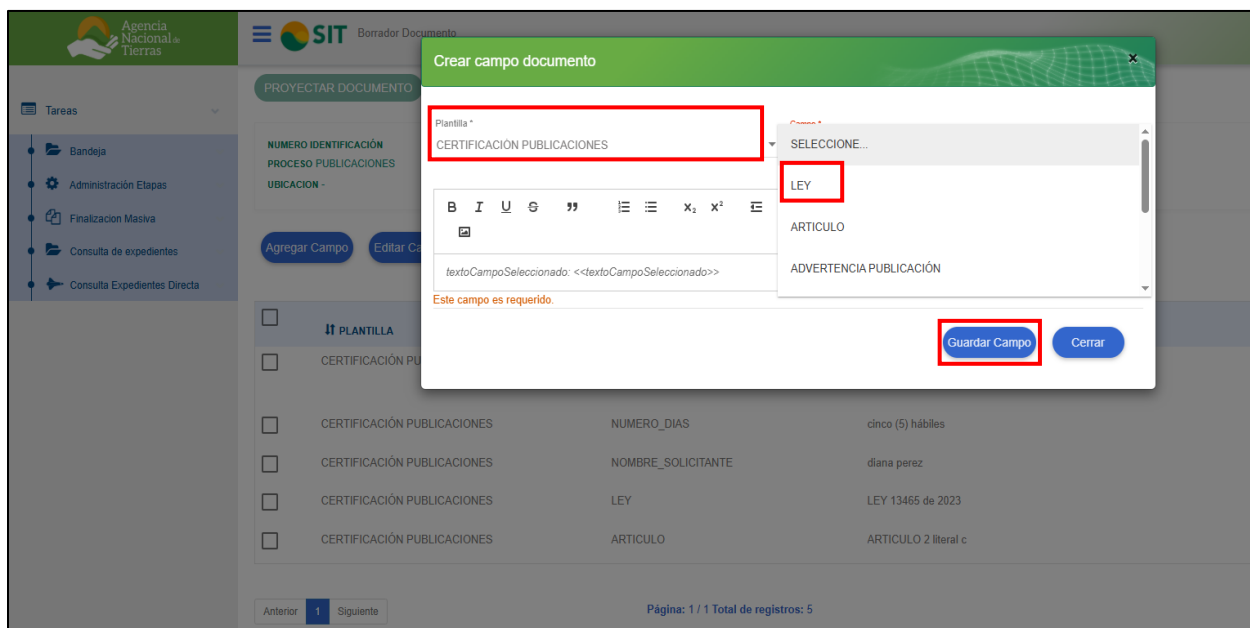 Agencia
Nacional de
Tierras
SIT Borrador Documento
Tareas
Bandeja
Administración Etapas
Finalizacion Masiva
Consulta de expedientes
Consulta Expedientes Directa
PROYECTAR DOCUMENTO
NUMERO IDENTIFICACIÓN
PROCESO PUBLICACIONES
UBICACION -
Agregar Campo Editar Ca
Crear campo documento
×
Plantilla *
CERTIFICACIÓN PUBLICACIONES
Campo *
SELECCIONE...
LEY
ARTICULO
ADVERTENCIA PUBLICACIÓN
B I U S
X₂ X²
textoCampoSeleccionado: <<textoCampoSeleccionado>>
Este campo es requerido.
Guardar Campo Cerrar
PLANTILLA
CERTIFICACIÓN PU
CERTIFICACIÓN PUBLICACIONES NUMERO_DIAS cinco (5) hábiles
CERTIFICACIÓN PUBLICACIONES NOMBRE_SOLICITANTE diana perez
CERTIFICACIÓN PUBLICACIONES LEY LEY 13465 de 2023
CERTIFICACIÓN PUBLICACIONES ARTICULO ARTICULO 2 literal c
Anterior 1 Siguiente Página: 1 / 1 Total de registros: 5